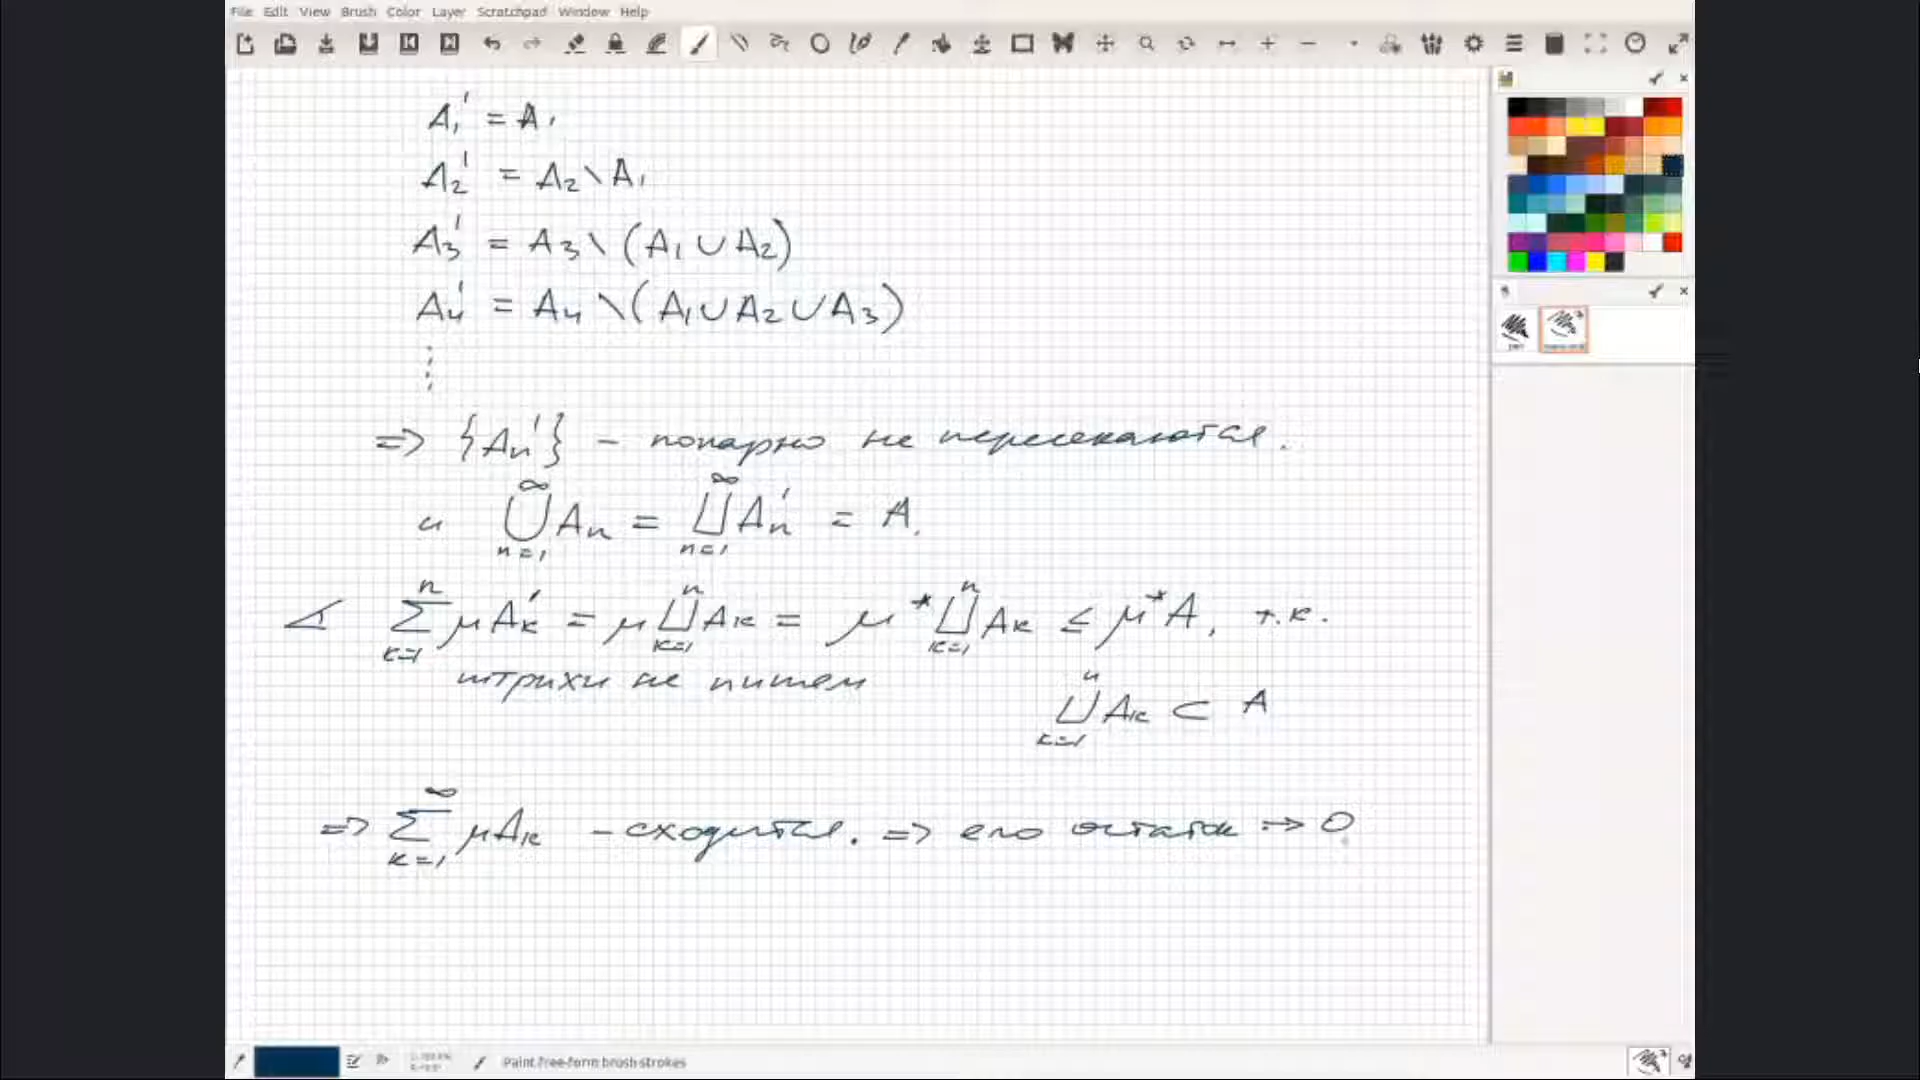 File Edit View Brush Color Layer Scratchpad Window Help
A₁' = A₁
A₂' = A₂ \ A₁
A₃' = A₃ \ (A₁ ∪ A₂)
A₄' = A₄ \ (A₁ ∪ A₂ ∪ A₃)
⋮
=> {Aₙ'} – попарно не пересекаются.
и ∞ ⋃ n=1 Aₙ = ∞ ⨆ n=1 Aₙ' = A.
∢ n ∑ k=1 μAₖ' = μ n ⨆ k=1 Aₖ = μ* n ⨆ k=1 Aₖ ≤ μ*A, т.к.
штрихи не пишем
n ⨆ k=1 Aₖ ⊂ A
=> ∞ ∑ k=1 μAₖ – сходится. => его остаток → 0
Paint free-form brush strokes